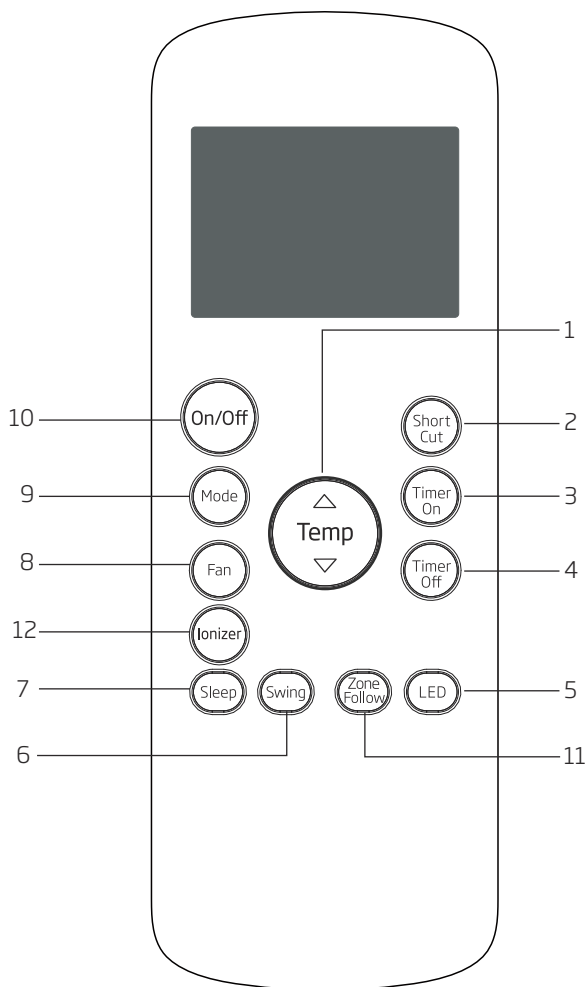 1
10
On/Off
Short
Cut
2
9
Mode
Temp
Timer
On
3
8
Fan
Timer
Off
4
12
Ionizer
7
Sleep
Swing
Zone
Follow
LED
5
6
11